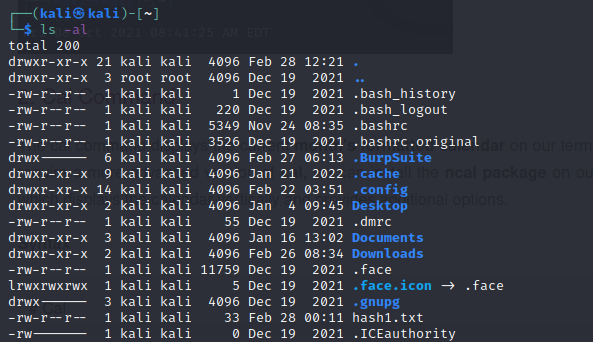 ┌──(kali㉿kali)-[~]
└─$ ls -al
total 200
drwxr-xr-x 21 kali kali  4096 Feb 28 12:21 .
drwxr-xr-x  3 root root  4096 Dec 19  2021 ..
-rw-r--r--  1 kali kali     1 Dec 19  2021 .bash_history
-rw-r--r--  1 kali kali   220 Dec 19  2021 .bash_logout
-rw-r--r--  1 kali kali  5349 Nov 24 08:35 .bashrc
-rw-r--r--  1 kali kali  3526 Dec 19  2021 .bashrc.original
drwx------  6 kali kali  4096 Feb 27 06:13 .BurpSuite
drwxr-xr-x  6 kali kali  4096 Jan 21  2022 .cache
drwxr-xr-x 14 kali kali  4096 Feb 22 03:51 .config
drwxr-xr-x  2 kali kali  4096 Jan  4 09:45 Desktop
-rw-r--r--  1 kali kali    55 Dec 19  2021 .dmrc
drwxr-xr-x  3 kali kali  4096 Jan 16 13:02 Documents
drwxr-xr-x  2 kali kali  4096 Feb 26 08:34 Downloads
-rw-r--r--  1 kali kali 11759 Dec 19  2021 .face
lrwxrwxrwx  1 kali kali     5 Dec 19  2021 .face.icon -> .face
drwx------  3 kali kali  4096 Dec 19  2021 .gnupg
-rw-r--r--  1 kali kali    33 Feb 28 00:11 hash1.txt
-rw-------  1 kali kali     0 Dec 19  2021 .ICEauthority